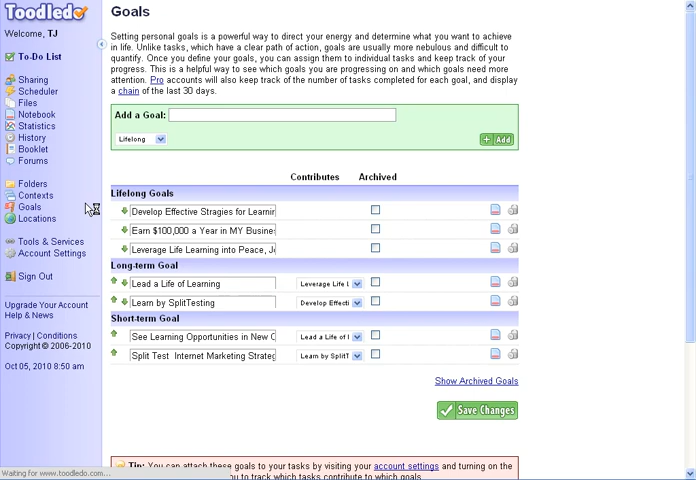 Toodledo
Welcome, TJ
To-Do List
Sharing
Scheduler
Files
Notebook
Statistics
History
Booklet
Forums
Folders
Contexts
Goals
Locations
Tools & Services
Account Settings
Sign Out
Upgrade Your Account
Help & News
Privacy | Conditions
Copyright © 2006-2010
Oct 05, 2010 8:50 am
Waiting for www.toodledo.com...
Goals
Setting personal goals is a powerful way to direct your energy and determine what you want to achieve
in life. Unlike tasks, which have a clear path of action, goals are usually more nebulous and difficult to
quantify. Once you define your goals, you can assign them to individual tasks and keep track of your
progress. This is a helpful way to see which goals you are progressing on and which goals need more
attention. Pro accounts will also keep track of the number of tasks completed for each goal, and display
a chain of the last 30 days.
Add a Goal:
Lifelong
Add
Contributes Archived
Lifelong Goals
Develop Effective Stragies for Learnin
Earn $100,000 a Year in MY Busines
Leverage Life Learning into Peace, Jo
Long-term Goal
Lead a Life of Learning Leverage Life L
Learn by SplitTesting Develop Effecti
Short-term Goal
See Learning Opportunities in New C Lead a Life of l
Split Test Internet Marketing Strateg Learn by SplitT
Show Archived Goals
Save Changes
Tip: You can attach these goals to your tasks by visiting your account settings and turning on the
you to track which tasks contribute to which goals.